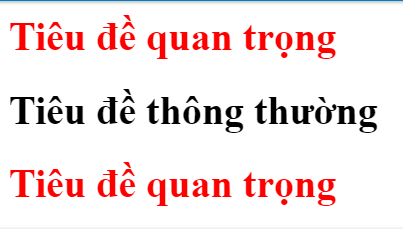 Tiêu đề quan trọng
Tiêu đề thông thường
Tiêu đề quan trọng